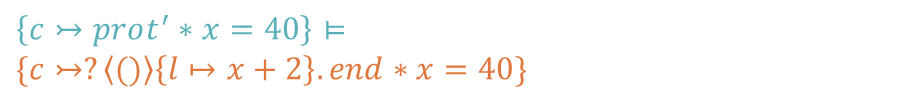 {c ↣ prot′ ∗ x = 40} ⊨
{c ↣? ⟨()⟩{l ↦ x + 2}. end ∗ x = 40}